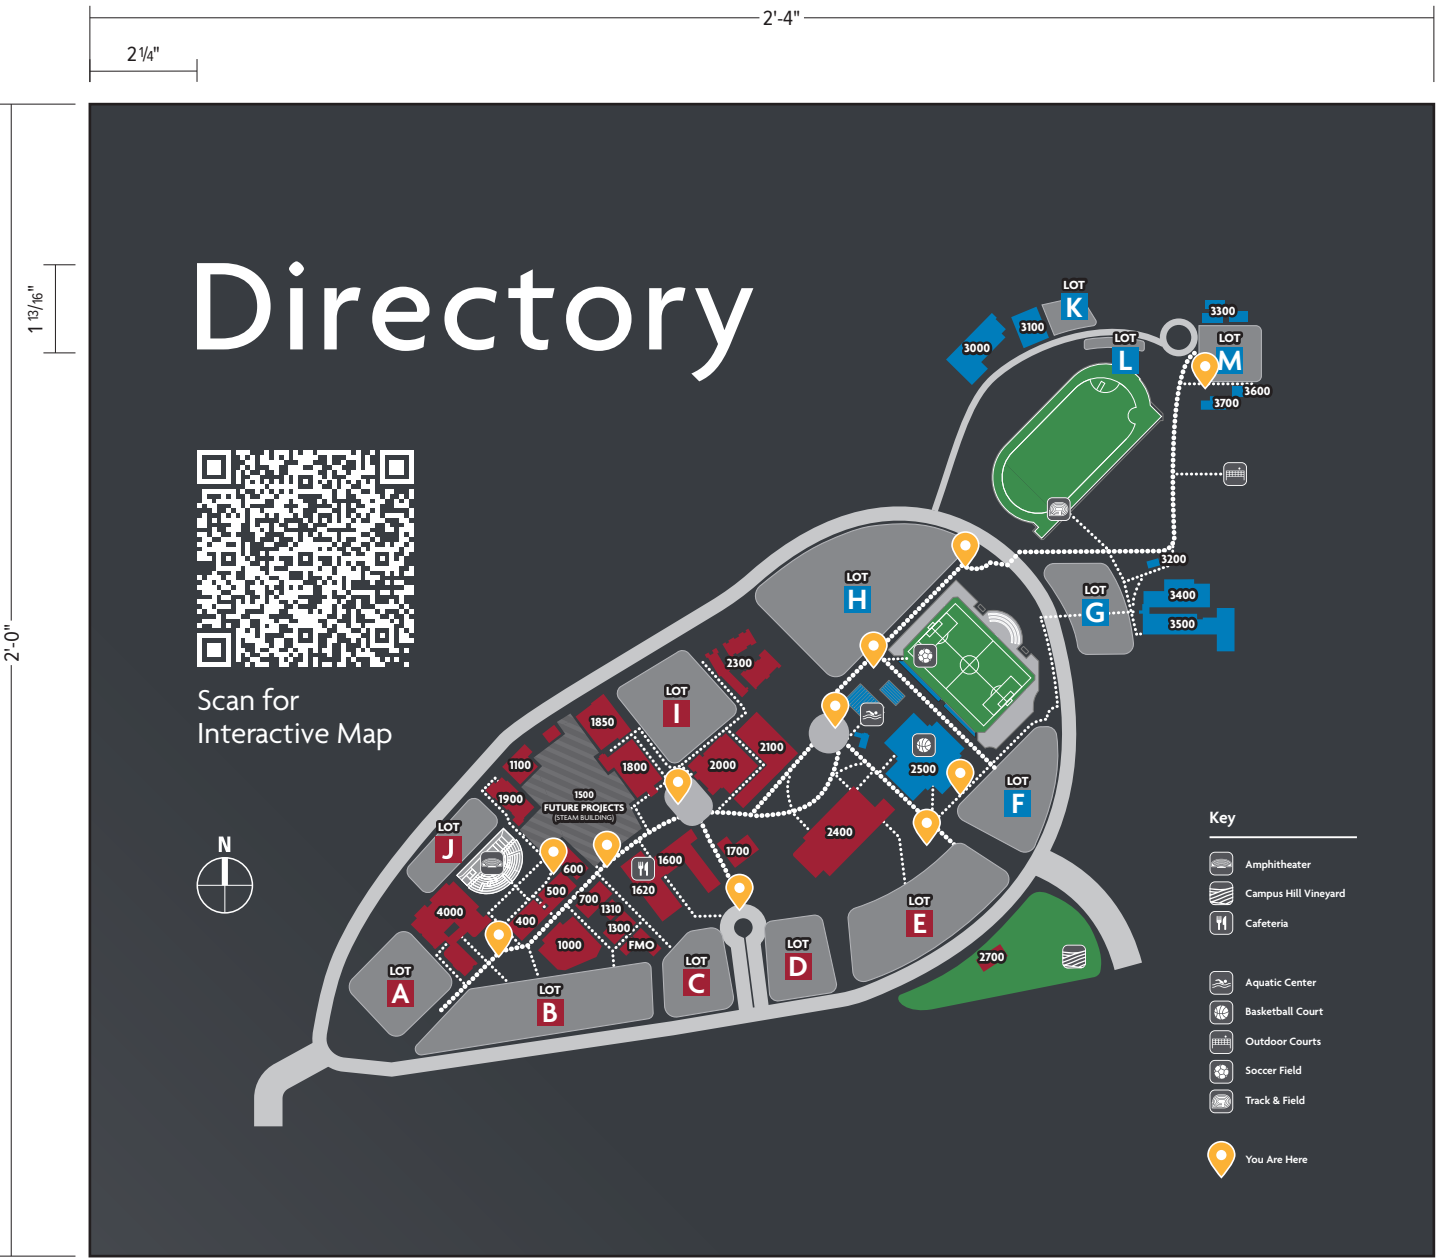 2'-4"
2 1/4"
1 13/16"
2'-0"
Directory
Scan for
Interactive Map
N
LOT
K
3100
3000
LOT
L
3300
LOT
M
3600
3700
LOT
H
3200
LOT
G
3400
3500
2300
LOT
I
1850
1800
2000
2100
1100
1900
1500
FUTURE PROJECTS
(STEAM BUILDING)
2500
LOT
F
LOT
J
2400
1700
1600
1620
600
500
700
1310
400
1300
FMO
1000
4000
LOT
E
LOT
D
LOT
C
LOT
B
LOT
A
2700
Key
Amphitheater
Campus Hill Vineyard
Cafeteria
Aquatic Center
Basketball Court
Outdoor Courts
Soccer Field
Track & Field
You Are Here